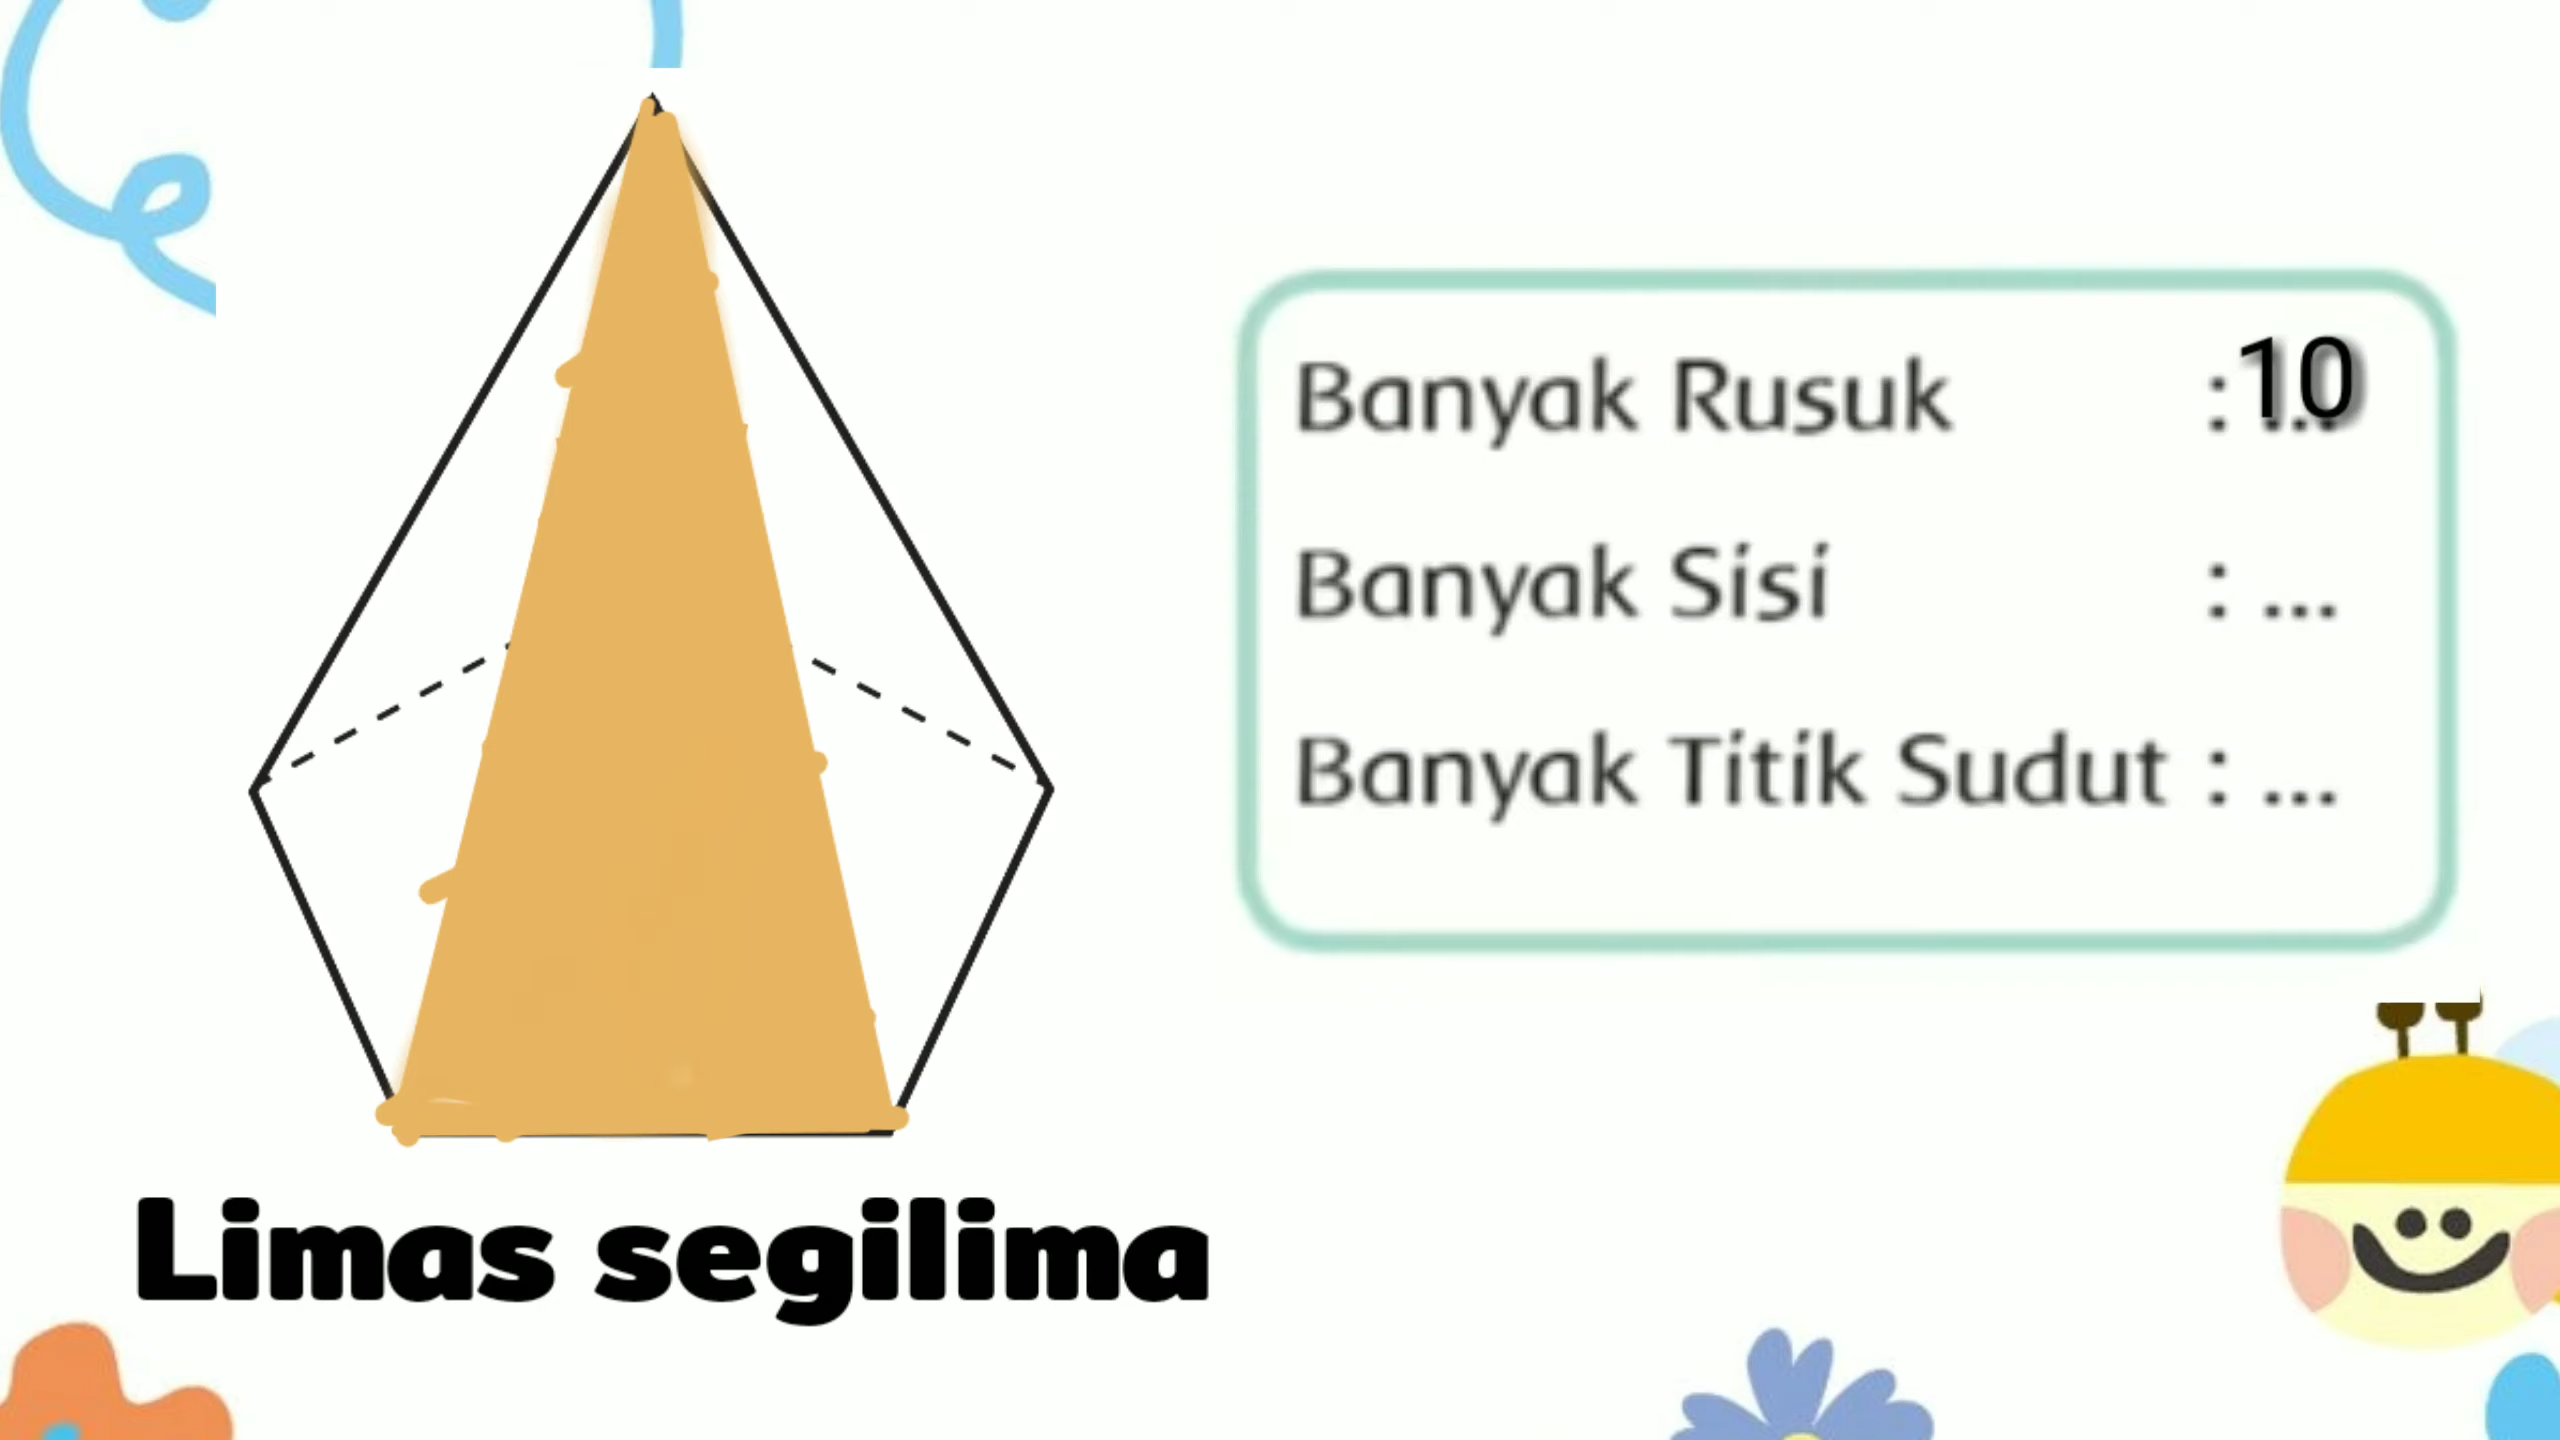 Banyak Rusuk : 10
Banyak Sisi : ...
Banyak Titik Sudut : ...
Limas segilima